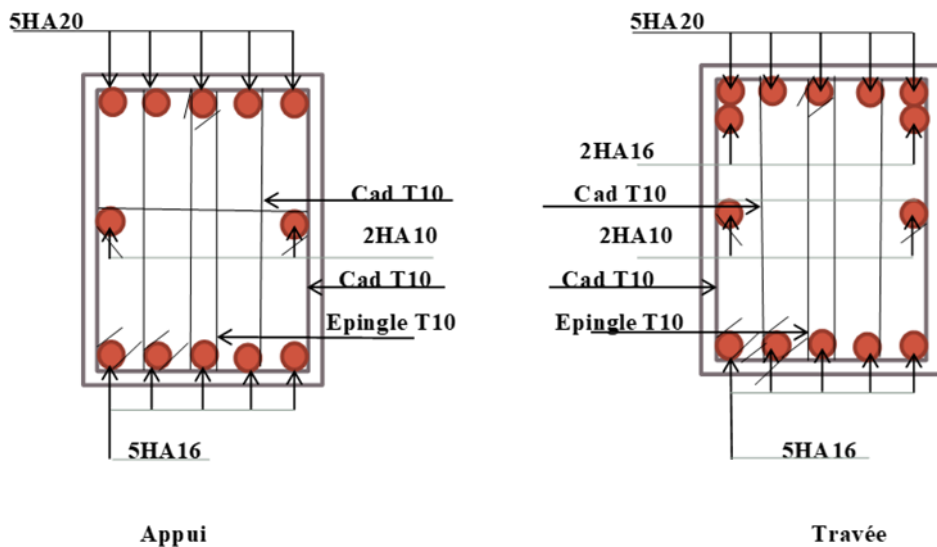 5HA20
Cad T10
2HA10
Cad T10
Epingle T10
5HA16
Appui
5HA20
2HA16
Cad T10
2HA10
Cad T10
Epingle T10
5HA16
Travée